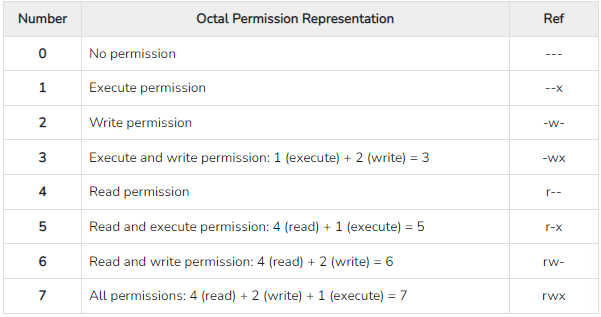 Number Octal Permission Representation Ref
0 No permission ---
1 Execute permission --x
2 Write permission -w-
3 Execute and write permission: 1 (execute) + 2 (write) = 3 -wx
4 Read permission r--
5 Read and execute permission: 4 (read) + 1 (execute) = 5 r-x
6 Read and write permission: 4 (read) + 2 (write) = 6 rw-
7 All permissions: 4 (read) + 2 (write) + 1 (execute) = 7 rwx